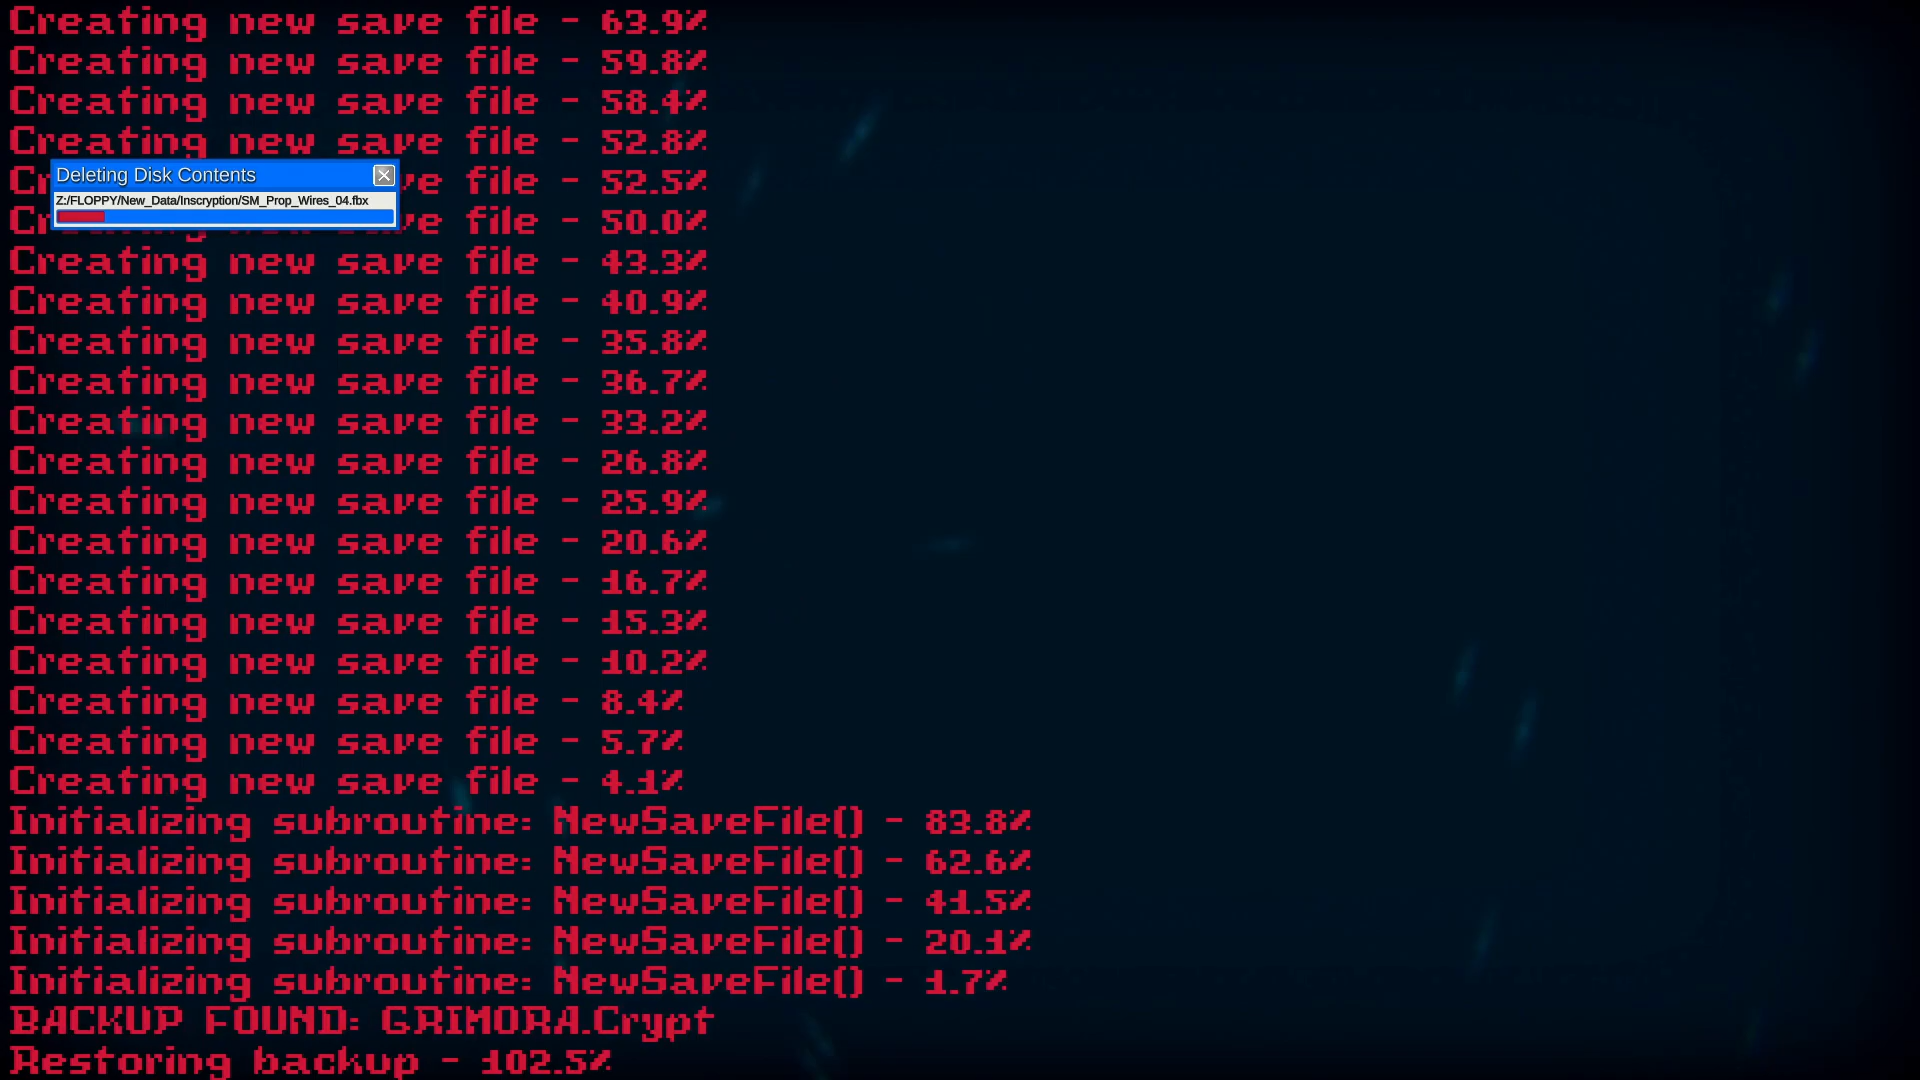 Creating new save file - 63.9%
Creating new save file - 59.8%
Creating new save file - 58.4%
Creating new save file - 52.8%
Deleting Disk Contents
Z:/FLOPPY/New_Data/Inscryption/SM_Prop_Wires_04.fbx
52.5%
50.0%
Creating new save file - 43.3%
Creating new save file - 40.9%
Creating new save file - 35.8%
Creating new save file - 36.7%
Creating new save file - 33.2%
Creating new save file - 26.8%
Creating new save file - 25.9%
Creating new save file - 20.6%
Creating new save file - 16.7%
Creating new save file - 15.3%
Creating new save file - 10.2%
Creating new save file - 8.4%
Creating new save file - 5.7%
Creating new save file - 4.1%
Initializing subroutine: NewSaveFile() - 83.8%
Initializing subroutine: NewSaveFile() - 62.6%
Initializing subroutine: NewSaveFile() - 41.5%
Initializing subroutine: NewSaveFile() - 20.1%
Initializing subroutine: NewSaveFile() - 1.7%
BACKUP FOUND: GRIMORA.Crypt
Restoring backup - 102.5%